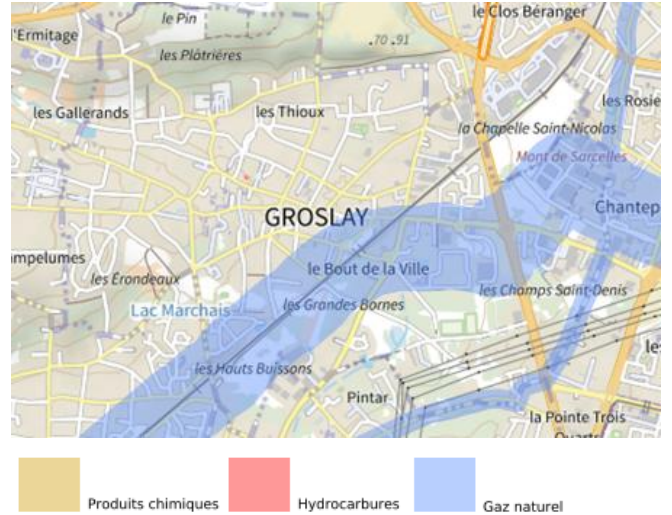 le Pin
le Clos Béranger
l'Ermitage
les Plâtrières
.70 .91
les Gallerands
les Thioux
les Rosie
la Chapelle Saint-Nicolas
Mont de Sarcelles
GROSLAY
Chantep
mpelumes
les Érondeaux
le Bout de la Ville
Lac Marchais
les Grandes Bornes
les Champs Saint-Denis
les
les Hauts Buissons
Pintar
la Pointe Trois
Quarts
Produits chimiques
Hydrocarbures
Gaz naturel